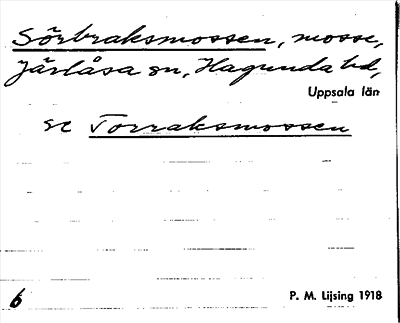 Sörbraksmossen, mosse,
Järlåsa sn, Hagunda hd,
Uppsala län
se Torraksmossen
6
P. M. Lijsing 1918